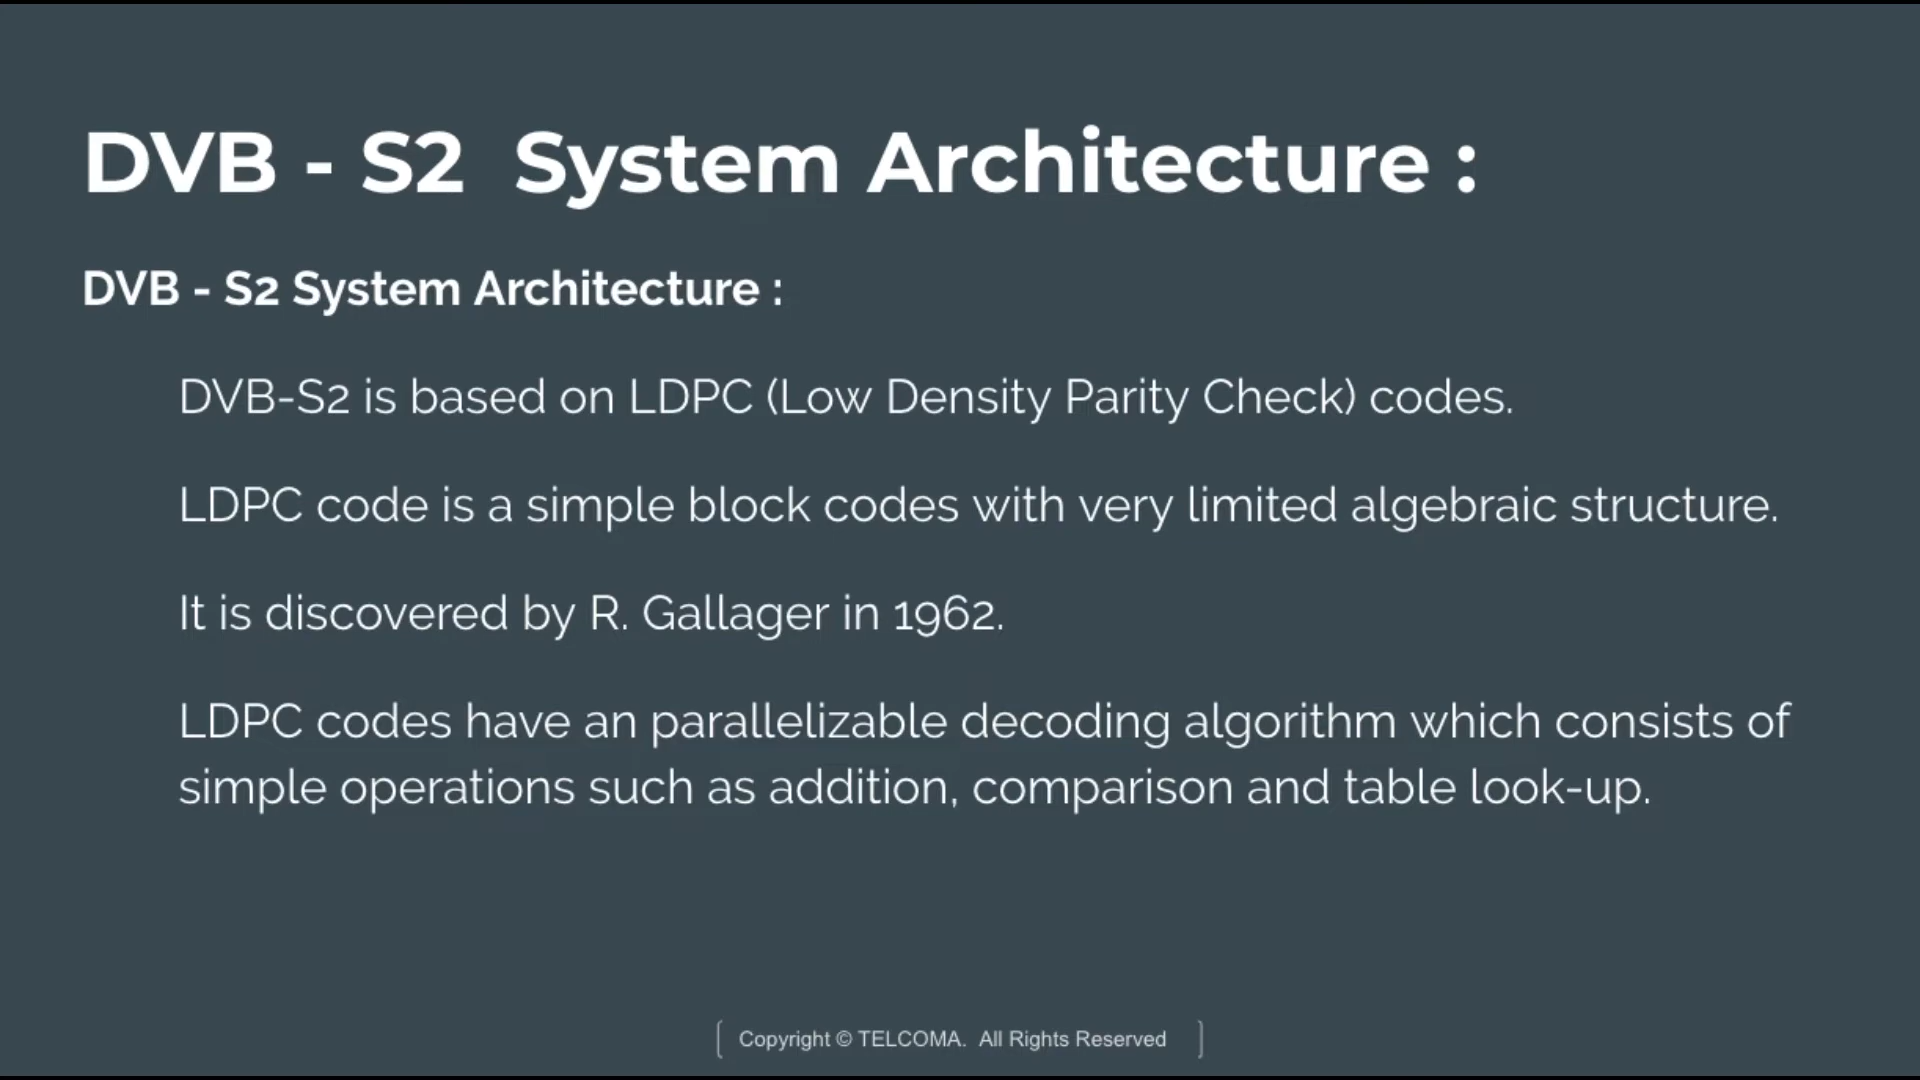 DVB - S2 System Architecture :
DVB - S2 System Architecture :
DVB-S2 is based on LDPC (Low Density Parity Check) codes.
LDPC code is a simple block codes with very limited algebraic structure.
It is discovered by R. Gallager in 1962.
LDPC codes have an parallelizable decoding algorithm which consists of
simple operations such as addition, comparison and table look-up.
Copyright © TELCOMA. All Rights Reserved